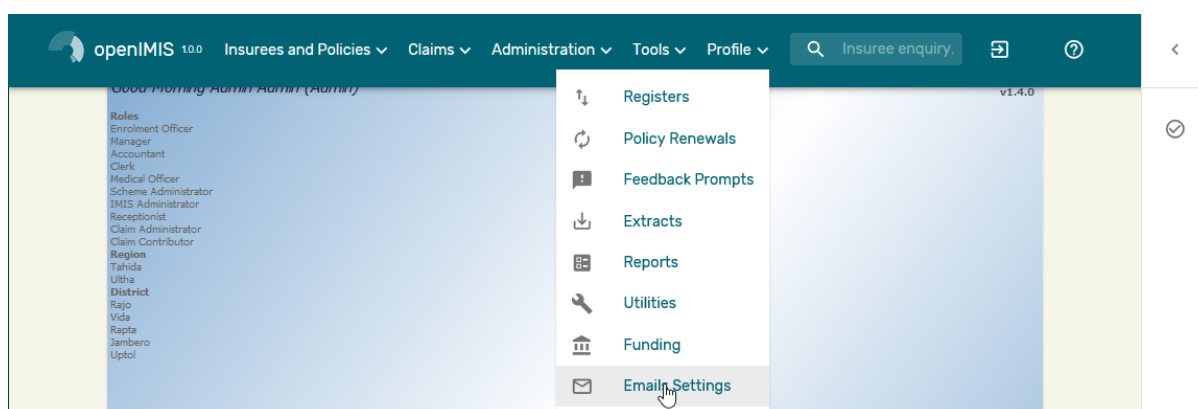 openIMIS 1.0.0 Insurees and Policies Claims Administration Tools Profile Insuree enquiry.
Good Morning Admin Admin (Admin)
v1.4.0
Roles
Enrolment Officer
Manager
Accountant
Clerk
Medical Officer
Scheme Administrator
IMIS Administrator
Receptionist
Claim Administrator
Claim Contributor
Region
Tahida
Ultha
District
Rajo
Vida
Rapta
Jambero
Uptol
Registers
Policy Renewals
Feedback Prompts
Extracts
Reports
Utilities
Funding
Emails Settings